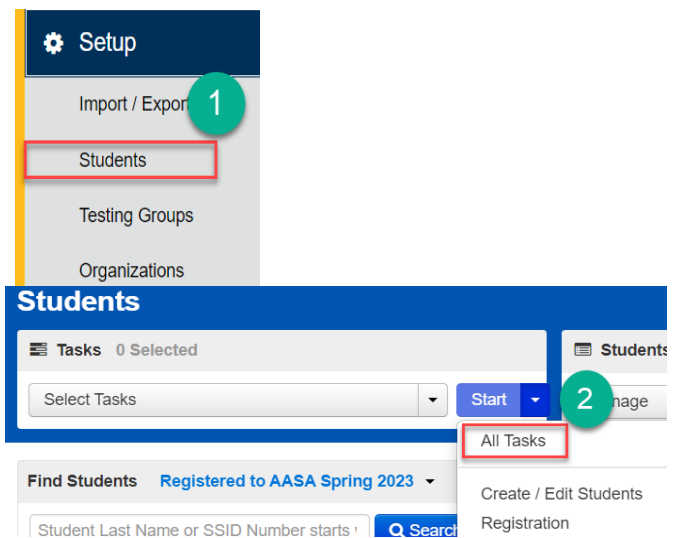 Setup
Import / Expor
1
Students
Testing Groups
Organizations
Students
Tasks 0 Selected
Students
Select Tasks
Start
2
nage
All Tasks
Find Students Registered to AASA Spring 2023
Create / Edit Students
Student Last Name or SSID Number starts
Search
Registration